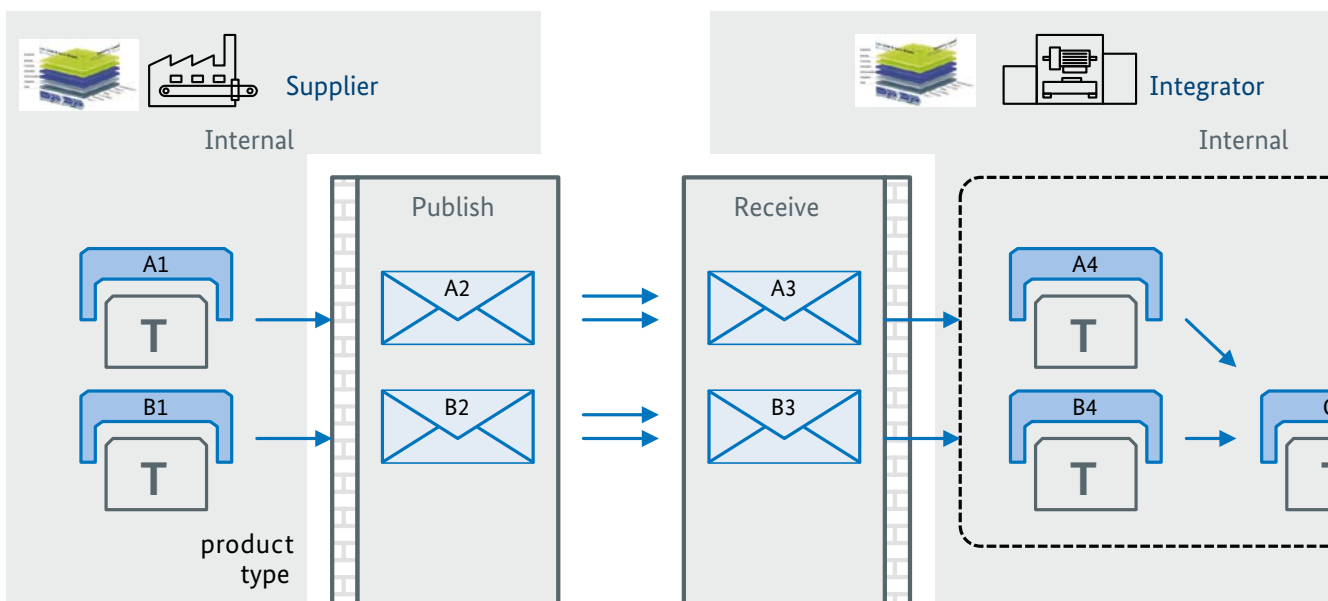 Supplier
Integrator
Internal
Internal
Publish
Receive
A1
A2
A3
A4
T
T
B1
B2
B3
B4
T
T
product
type